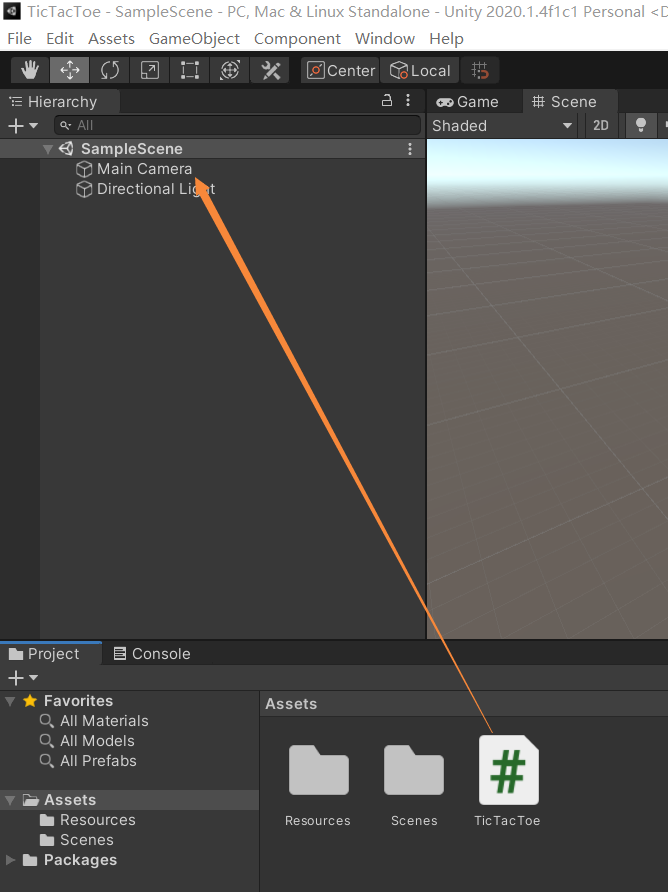 TicTacToe - SampleScene - PC, Mac & Linux Standalone - Unity 2020.1.4f1c1 Personal <D
File Edit Assets GameObject Component Window Help
Center Local
Hierarchy
All
SampleScene
Main Camera
Directional Light
Game Scene
Shaded 2D
Project Console
Favorites
All Materials
All Models
All Prefabs
Assets
Resources
Scenes
Packages
Assets
Resources Scenes TicTacToe